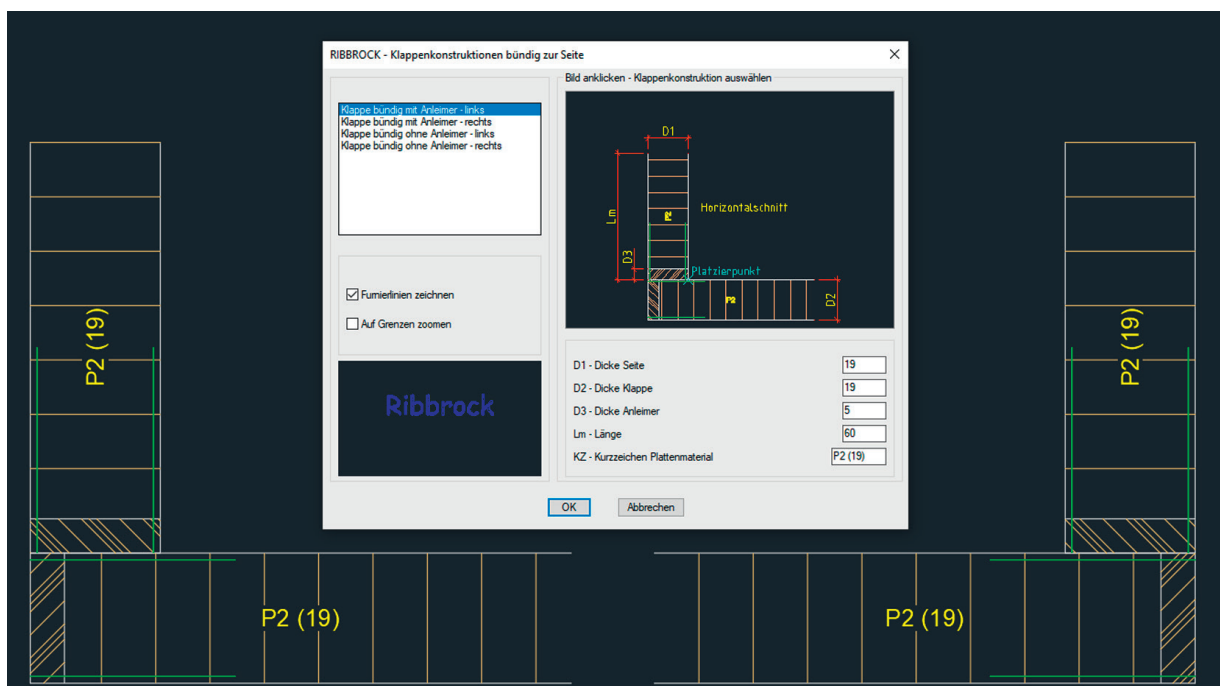 RIBBROCK - Klappenkonstruktionen bündig zur Seite
Klappe bündig mit Anleimer - links
Klappe bündig mit Anleimer - rechts
Klappe bündig ohne Anleimer - links
Klappe bündig ohne Anleimer - rechts
Furnierlinien zeichnen
Auf Grenzen zoomen
Ribbrock
Bild anklicken - Klappenkonstruktion auswählen
D1
Lm
Horizontalschnitt
D3
Platzierpunkt
P2
D2
D1 - Dicke Seite
19
D2 - Dicke Klappe
19
D3 - Dicke Anleimer
5
Lm - Länge
60
KZ - Kurzzeichen Plattenmaterial
P2 (19)
OK
Abbrechen
P2 (19)
P2 (19)
P2 (19)
P2 (19)